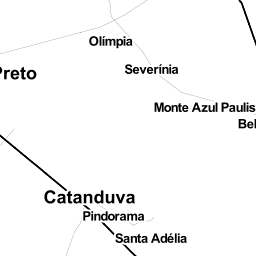 Olímpia
Preto
Severínia
Monte Azul Paulis
Bel
Catanduva
Pindorama
Santa Adélia